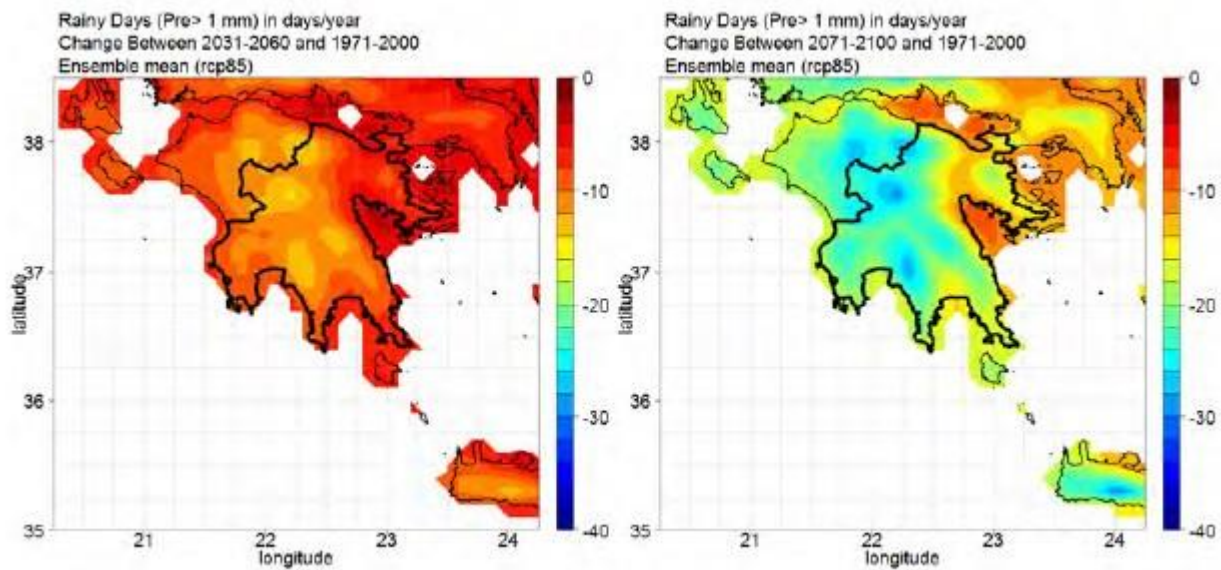 Rainy Days (Pre> 1 mm) in days/year
Change Between 2031-2060 and 1971-2000
Ensemble mean (rcp85)
0
-10
-20
-30
-40
38
37
36
35
latitude
21
22
23
24
longitude
Rainy Days (Pre> 1 mm) in days/year
Change Between 2071-2100 and 1971-2000
Ensemble mean (rcp85)
0
-10
-20
-30
-40
38
37
36
35
latitude
21
22
23
24
longitude